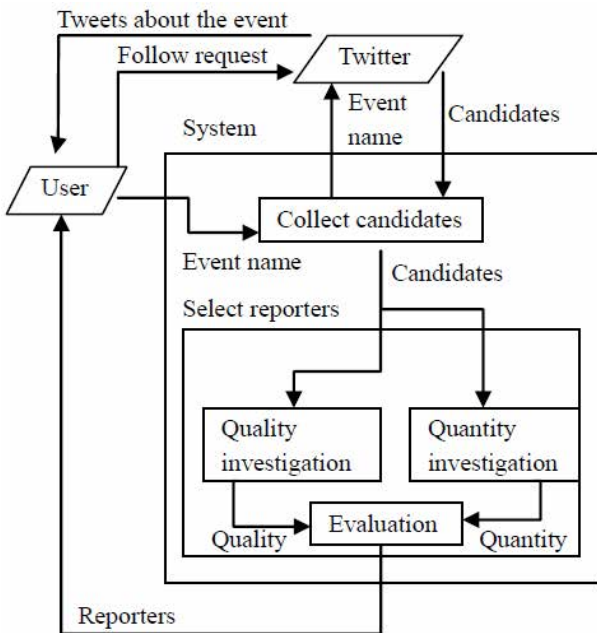 Tweets about the event
Follow request
Twitter
Event
name
Candidates
System
User
Collect candidates
Event name
Candidates
Select reporters
Quality
investigation
Quantity
investigation
Evaluation
Quality
Quantity
Reporters